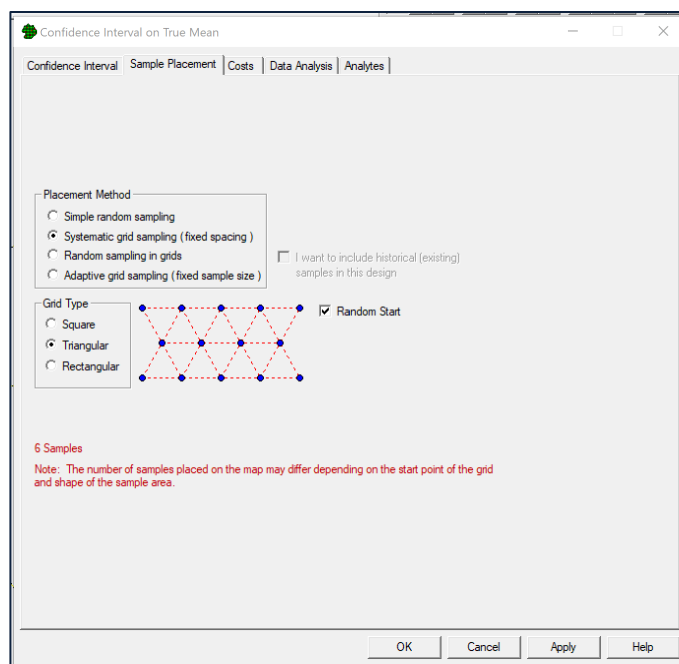 Confidence Interval on True Mean
Confidence Interval Sample Placement Costs Data Analysis Analytes
Placement Method
Simple random sampling
Systematic grid sampling ( fixed spacing )
Random sampling in grids
Adaptive grid sampling ( fixed sample size )
I want to include historical (existing)
samples in this design
Grid Type
Square
Triangular
Rectangular
Random Start
6 Samples
Note: The number of samples placed on the map may differ depending on the start point of the grid
and shape of the sample area.
OK Cancel Apply Help